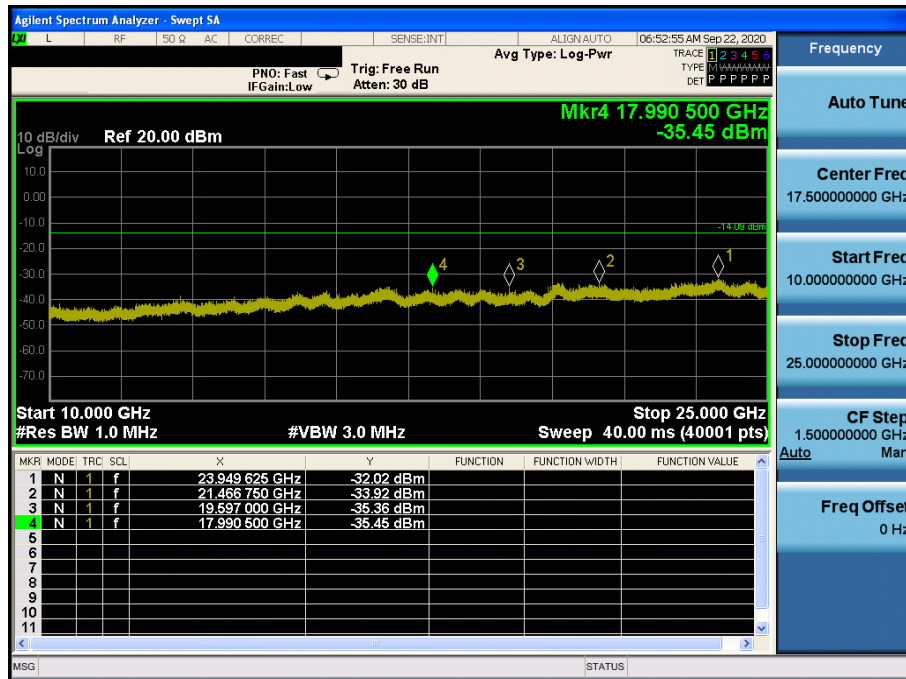 Agilent Spectrum Analyzer - Swept SA
LXI L RF 50 Ω AC CORREC SENSE:INT ALIGN AUTO 06:52:55 AM Sep 22, 2020
Avg Type: Log-Pwr TRACE 1 2 3 4 5 6
PNO: Fast Trig: Free Run TYPE M
IFGain:Low Atten: 30 dB DET P P P P P P
Mkr4 17.990 500 GHz
10 dB/div Ref 20.00 dBm -35.45 dBm
Log
10.0
0.00
-10.0
-14.09 dBm
-20.0
-30.0
4 3 2 1
-40.0
-50.0
-60.0
-70.0
Start 10.000 GHz Stop 25.000 GHz
#Res BW 1.0 MHz #VBW 3.0 MHz Sweep 40.00 ms (40001 pts)
MKR MODE TRC SCL X Y FUNCTION FUNCTION WIDTH FUNCTION VALUE
1 N 1 f 23.949 625 GHz -32.02 dBm
2 N 1 f 21.466 750 GHz -33.92 dBm
3 N 1 f 19.597 000 GHz -35.36 dBm
4 N 1 f 17.990 500 GHz -35.45 dBm
5
6
7
8
9
10
11
MSG STATUS
Frequency
Auto Tune
Center Freq
17.500000000 GHz
Start Freq
10.000000000 GHz
Stop Freq
25.000000000 GHz
CF Step
1.500000000 GHz
Auto Man
Freq Offset
0 Hz